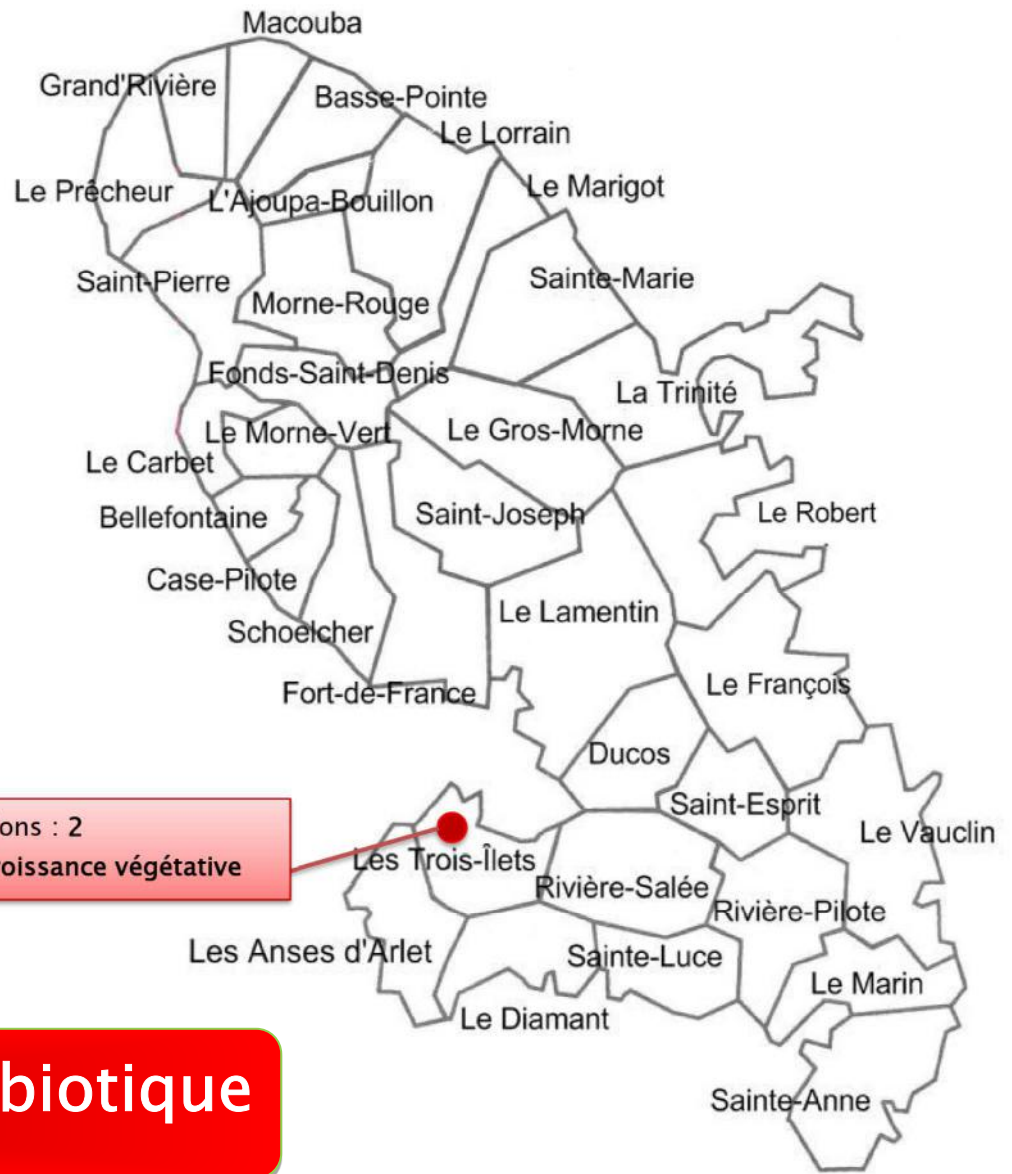 Macouba
Grand'Rivière
Basse-Pointe
Le Lorrain
Le Prêcheur
L'Ajoupa-Bouillon
Le Marigot
Saint-Pierre
Sainte-Marie
Morne-Rouge
Fonds-Saint-Denis
La Trinité
Le Morne-Vert
Le Gros-Morne
Le Carbet
Bellefontaine
Saint-Joseph
Le Robert
Case-Pilote
Le Lamentin
Schoelcher
Fort-de-France
Le François
Ducos
Saint-Esprit
ons : 2
Le Vauclin
oissance végétative
Les Trois-Îlets
Rivière-Salée
Rivière-Pilote
Les Anses d'Arlet
Sainte-Luce
Le Marin
Le Diamant
biotique
Sainte-Anne